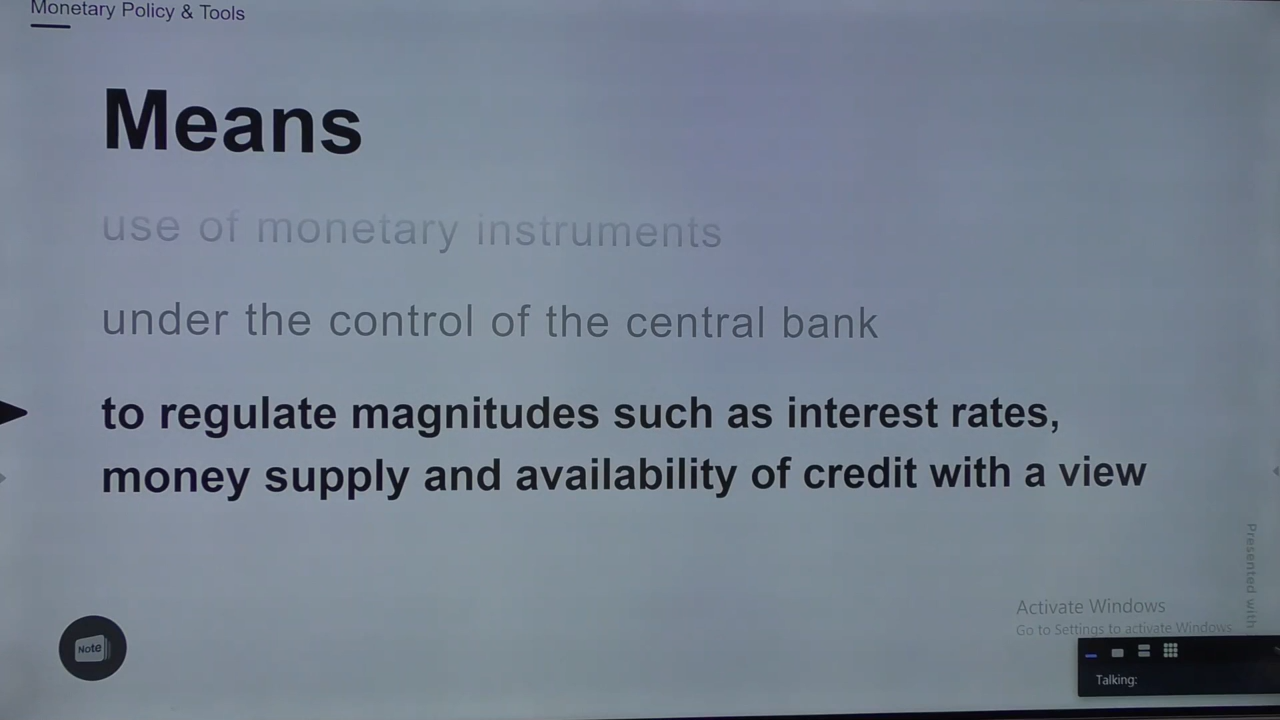 Monetary Policy & Tools
Means
use of monetary instruments
under the control of the central bank
to regulate magnitudes such as interest rates,
money supply and availability of credit with a view
Presented with
Activate Windows
Go to Settings to activate Windows.
Note
Talking: